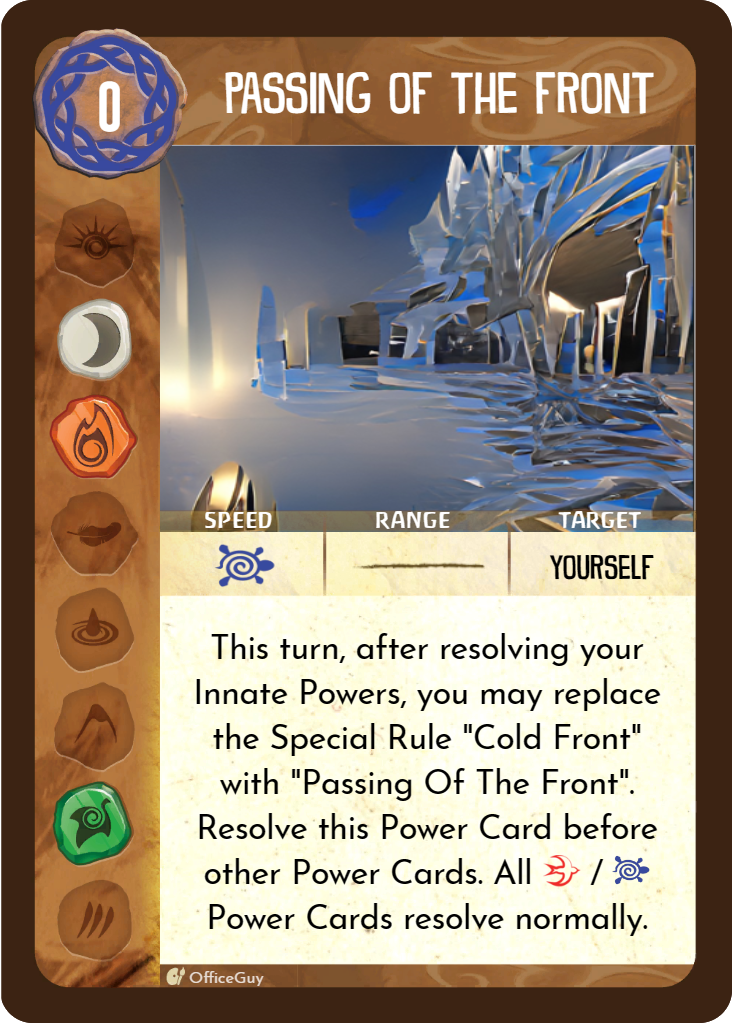 0
PASSING OF THE FRONT
SPEED RANGE TARGET
YOURSELF
This turn, after resolving your
Innate Powers, you may replace
the Special Rule "Cold Front"
with "Passing Of The Front".
Resolve this Power Card before
other Power Cards. All /
Power Cards resolve normally.
OfficeGuy